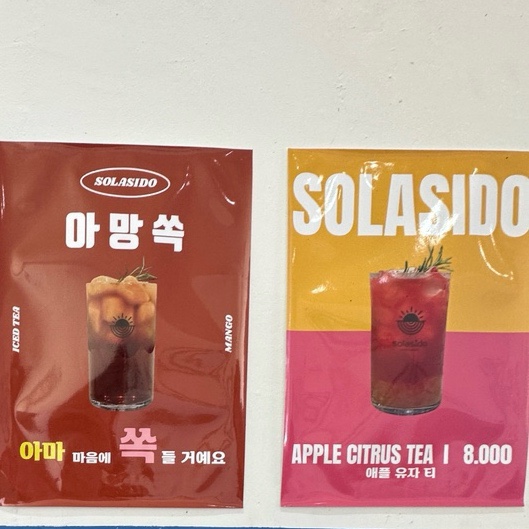 SOLASIDO
아 망 쏙
ICED TEA
MANGO
아마 마음에 쏙 들 거예요
SOLASIDO
solasido
APPLE CITRUS TEA | 8.000
애플 유자 티